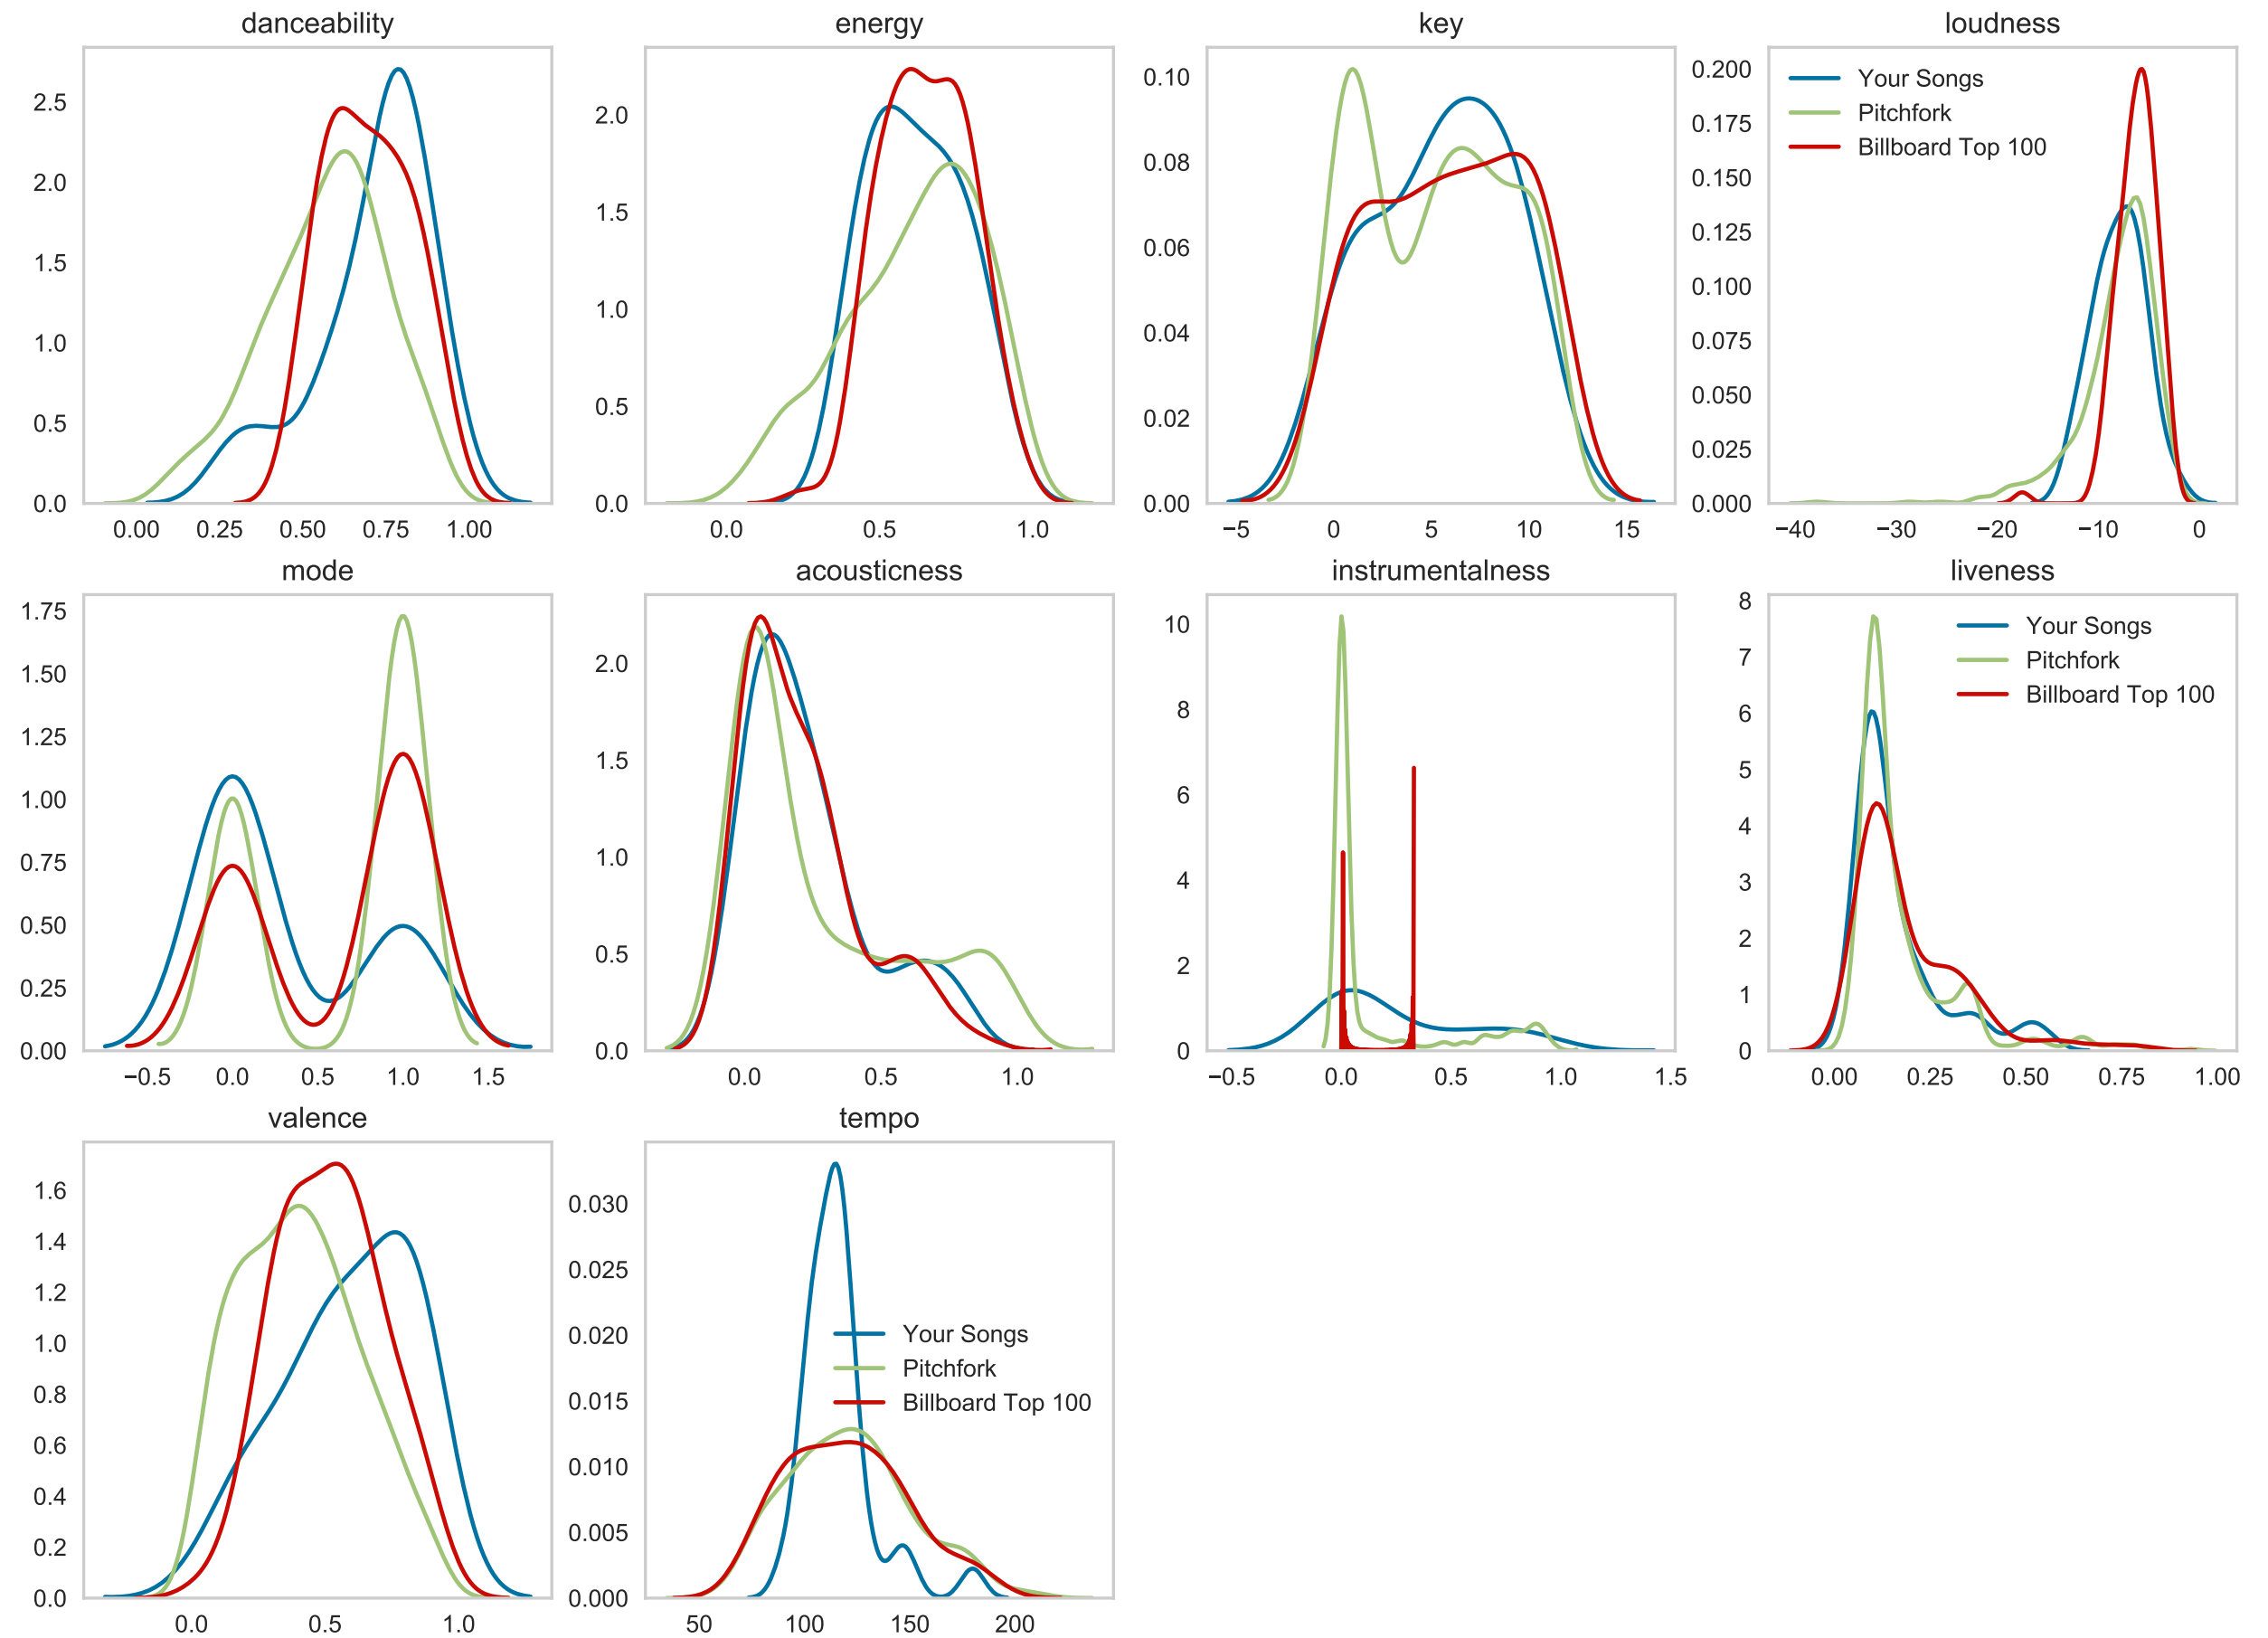 danceability
2.5
2.0
1.5
1.0
0.5
0.0
0.00 0.25 0.50 0.75 1.00
energy
2.0
1.5
1.0
0.5
0.0
0.0 0.5 1.0
key
0.10
0.08
0.06
0.04
0.02
0.00
−5 0 5 10 15
loudness
0.200
0.175
0.150
0.125
0.100
0.075
0.050
0.025
0.000
Your Songs
Pitchfork
Billboard Top 100
−40 −30 −20 −10 0
mode
1.75
1.50
1.25
1.00
0.75
0.50
0.25
0.00
−0.5 0.0 0.5 1.0 1.5
acousticness
2.0
1.5
1.0
0.5
0.0
0.0 0.5 1.0
instrumentalness
10
8
6
4
2
0
−0.5 0.0 0.5 1.0 1.5
liveness
8
7
6
5
4
3
2
1
0
Your Songs
Pitchfork
Billboard Top 100
0.00 0.25 0.50 0.75 1.00
valence
1.6
1.4
1.2
1.0
0.8
0.6
0.4
0.2
0.0
0.0 0.5 1.0
tempo
0.030
0.025
0.020
0.015
0.010
0.005
0.000
Your Songs
Pitchfork
Billboard Top 100
50 100 150 200